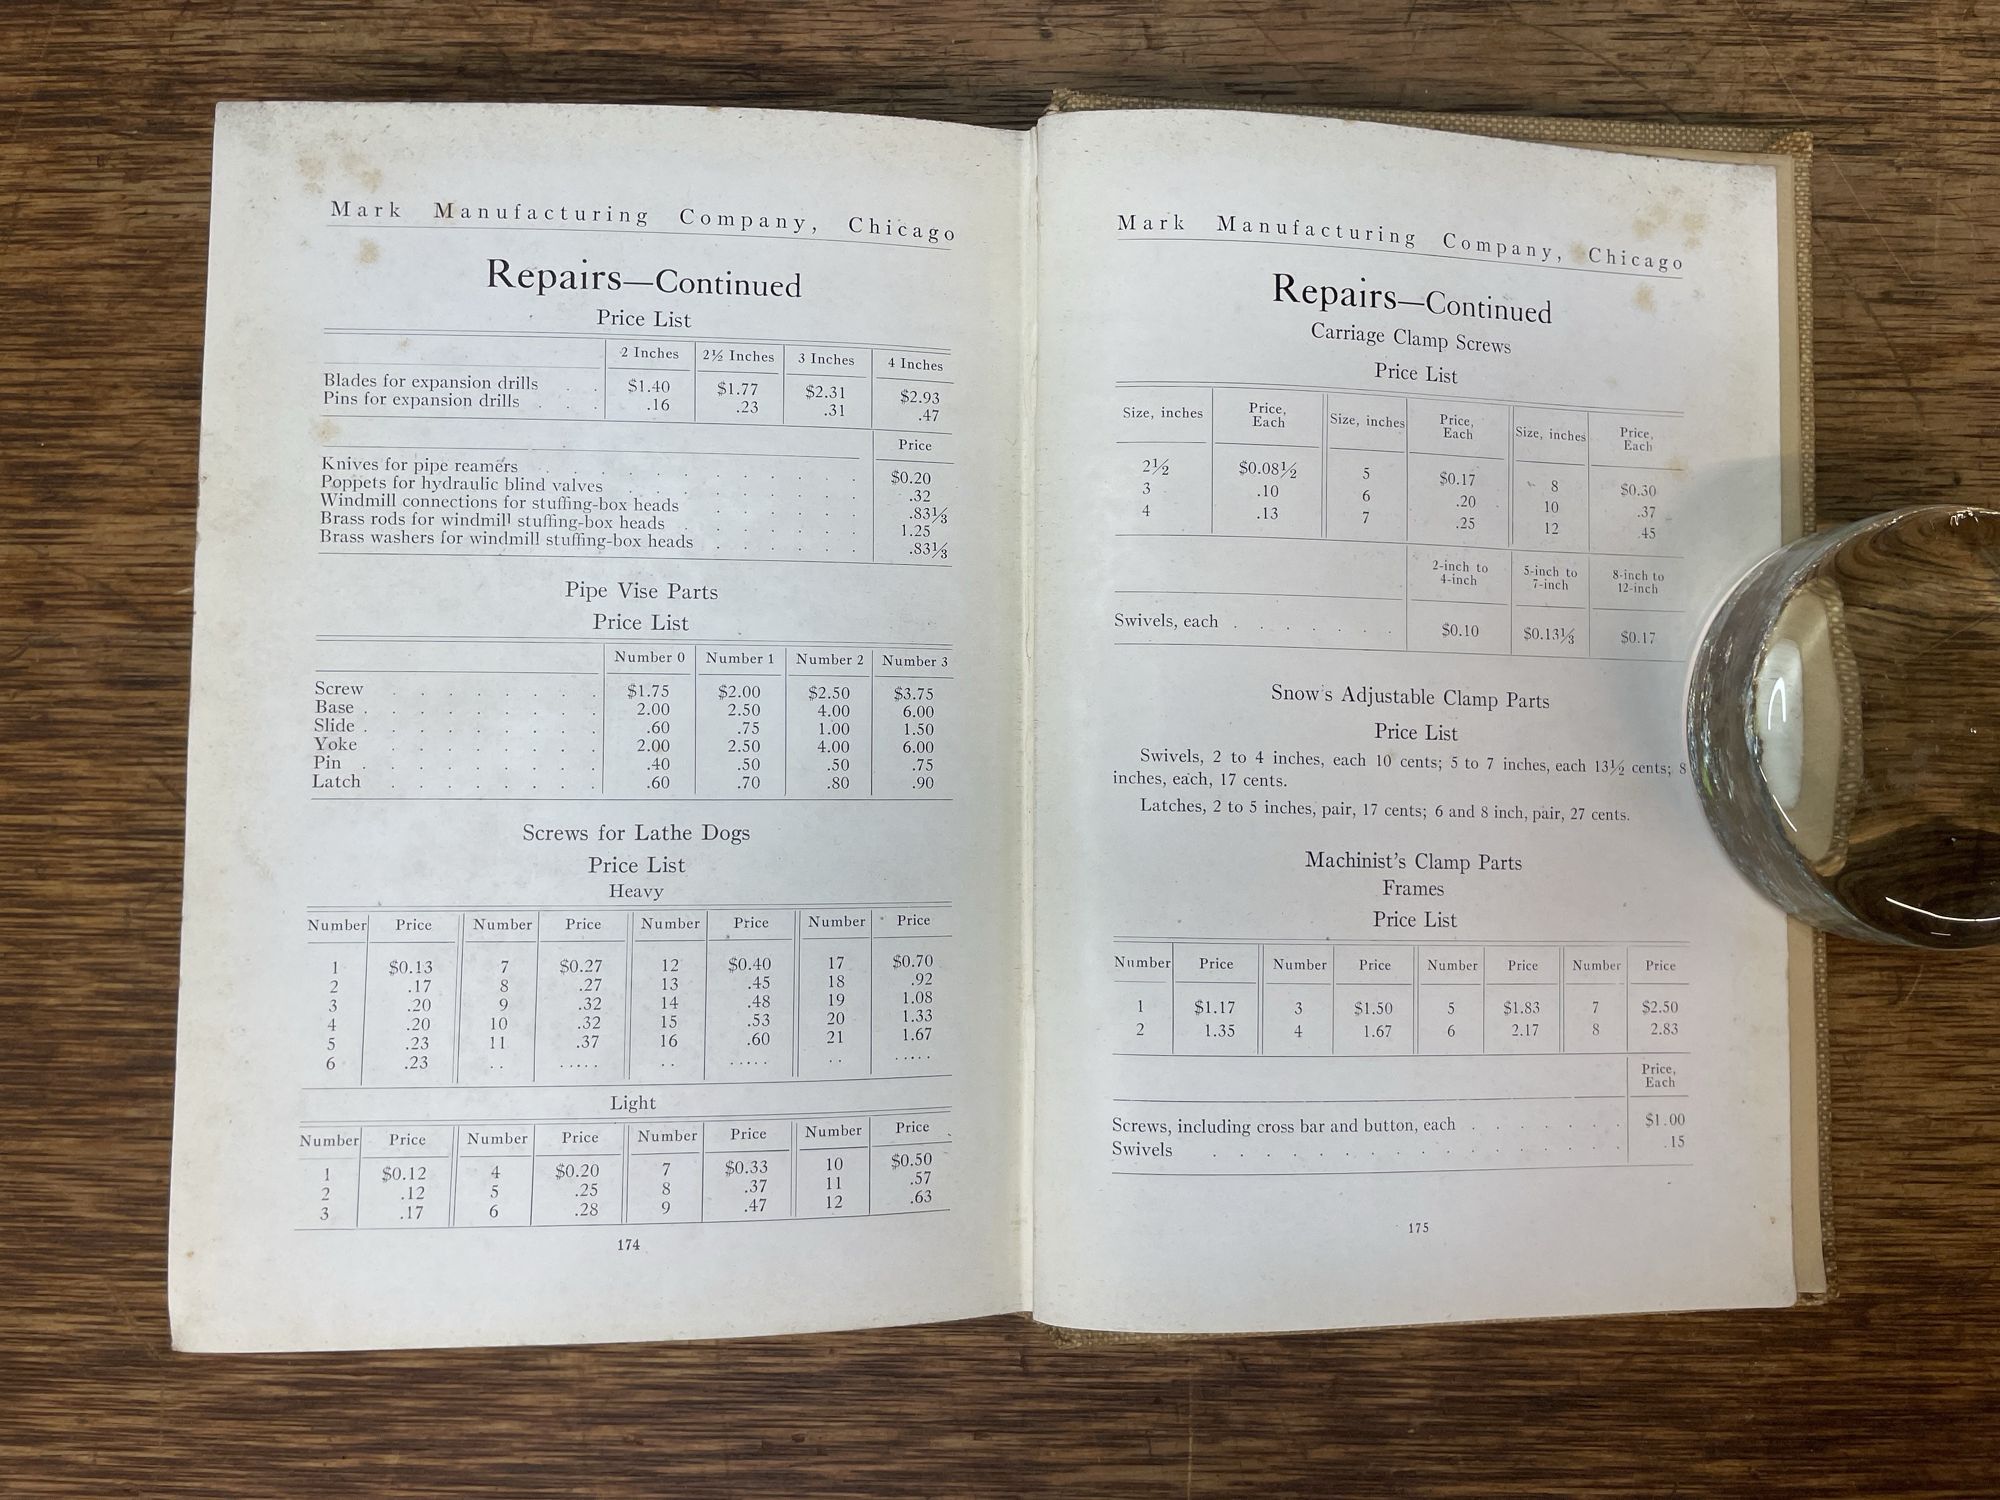 Mark Manufacturing Company, Chicago
Repairs—Continued
Price List
2 Inches 2½ Inches 3 Inches 4 Inches
Blades for expansion drills . . $1.40 $1.77 $2.31 $2.93
Pins for expansion drills . . .16 .23 .31 .47
Price
Knives for pipe reamers . . . . . . . $0.20
Poppets for hydraulic blind valves . . . . . .32
Windmill connections for stuffing-box heads . . . . .83⅓
Brass rods for windmill stuffing-box heads . . . . 1.25
Brass washers for windmill stuffing-box heads . . . . .83⅓
Pipe Vise Parts
Price List
Number 0 Number 1 Number 2 Number 3
Screw . . . . . . . . $1.75 $2.00 $2.50 $3.75
Base . . . . . . . . . 2.00 2.50 4.00 6.00
Slide . . . . . . . . . .60 .75 1.00 1.50
Yoke . . . . . . . . 2.00 2.50 4.00 6.00
Pin . . . . . . . . . .40 .50 .50 .75
Latch . . . . . . . . .60 .70 .80 .90
Screws for Lathe Dogs
Price List
Heavy
Number Price Number Price Number Price Number Price
1 $0.13 7 $0.27 12 $0.40 17 $0.70
2 .17 8 .27 13 .45 18 .92
3 .20 9 .32 14 .48 19 1.08
4 .20 10 .32 15 .53 20 1.33
5 .23 11 .37 16 .60 21 1.67
6 .23 .. ..... .. ..... .. .....
Light
Number Price Number Price Number Price Number Price
1 $0.12 4 $0.20 7 $0.33 10 $0.50
2 .12 5 .25 8 .37 11 .57
3 .17 6 .28 9 .47 12 .63
174
Mark Manufacturing Company, Chicago
Repairs—Continued
Carriage Clamp Screws
Price List
Size, inches Price, Each Size, inches Price, Each Size, inches Price, Each
2½ $0.08½ 5 $0.17 8 $0.30
3 .10 6 .20 10 .37
4 .13 7 .25 12 .45
2-inch to 4-inch 5-inch to 7-inch 8-inch to 12-inch
Swivels, each . . . . . . . $0.10 $0.13⅓ $0.17
Snow's Adjustable Clamp Parts
Price List
Swivels, 2 to 4 inches, each 10 cents; 5 to 7 inches, each 13½ cents; 8
inches, each, 17 cents.
Latches, 2 to 5 inches, pair, 17 cents; 6 and 8 inch, pair, 27 cents.
Machinist's Clamp Parts
Frames
Price List
Number Price Number Price Number Price Number Price
1 $1.17 3 $1.50 5 $1.83 7 $2.50
2 1.35 4 1.67 6 2.17 8 2.83
Price, Each
Screws, including cross bar and button, each . . . . . . . $1.00
Swivels . . . . . . . . . . . . . . . . .15
175